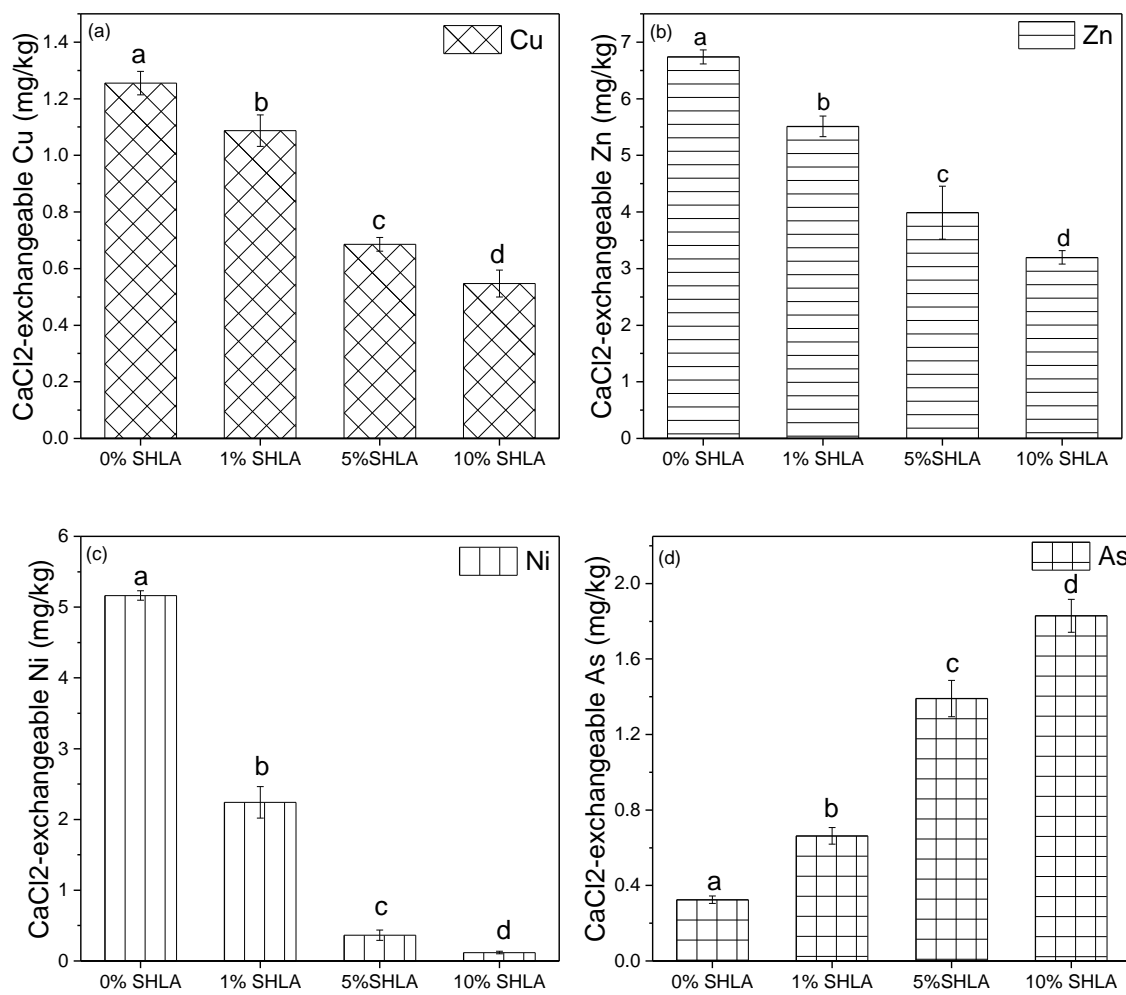 (a)
Cu
a
b
c
d
CaCl2-exchangeable Cu (mg/kg)
1.4
1.2
1.0
0.8
0.6
0.4
0.2
0.0
0% SHLA 1% SHLA 5%SHLA 10% SHLA
(b)
Zn
a
b
c
d
CaCl2-exchangeable Zn (mg/kg)
7
6
5
4
3
2
1
0
0% SHLA 1% SHLA 5%SHLA 10% SHLA
(c)
Ni
a
b
c
d
CaCl2-exchangeable Ni (mg/kg)
6
5
4
3
2
1
0
0% SHLA 1% SHLA 5%SHLA 10% SHLA
(d)
As
a
b
c
d
CaCl2-exchangeable As (mg/kg)
2.0
1.6
1.2
0.8
0.4
0.0
0% SHLA 1% SHLA 5%SHLA 10% SHLA